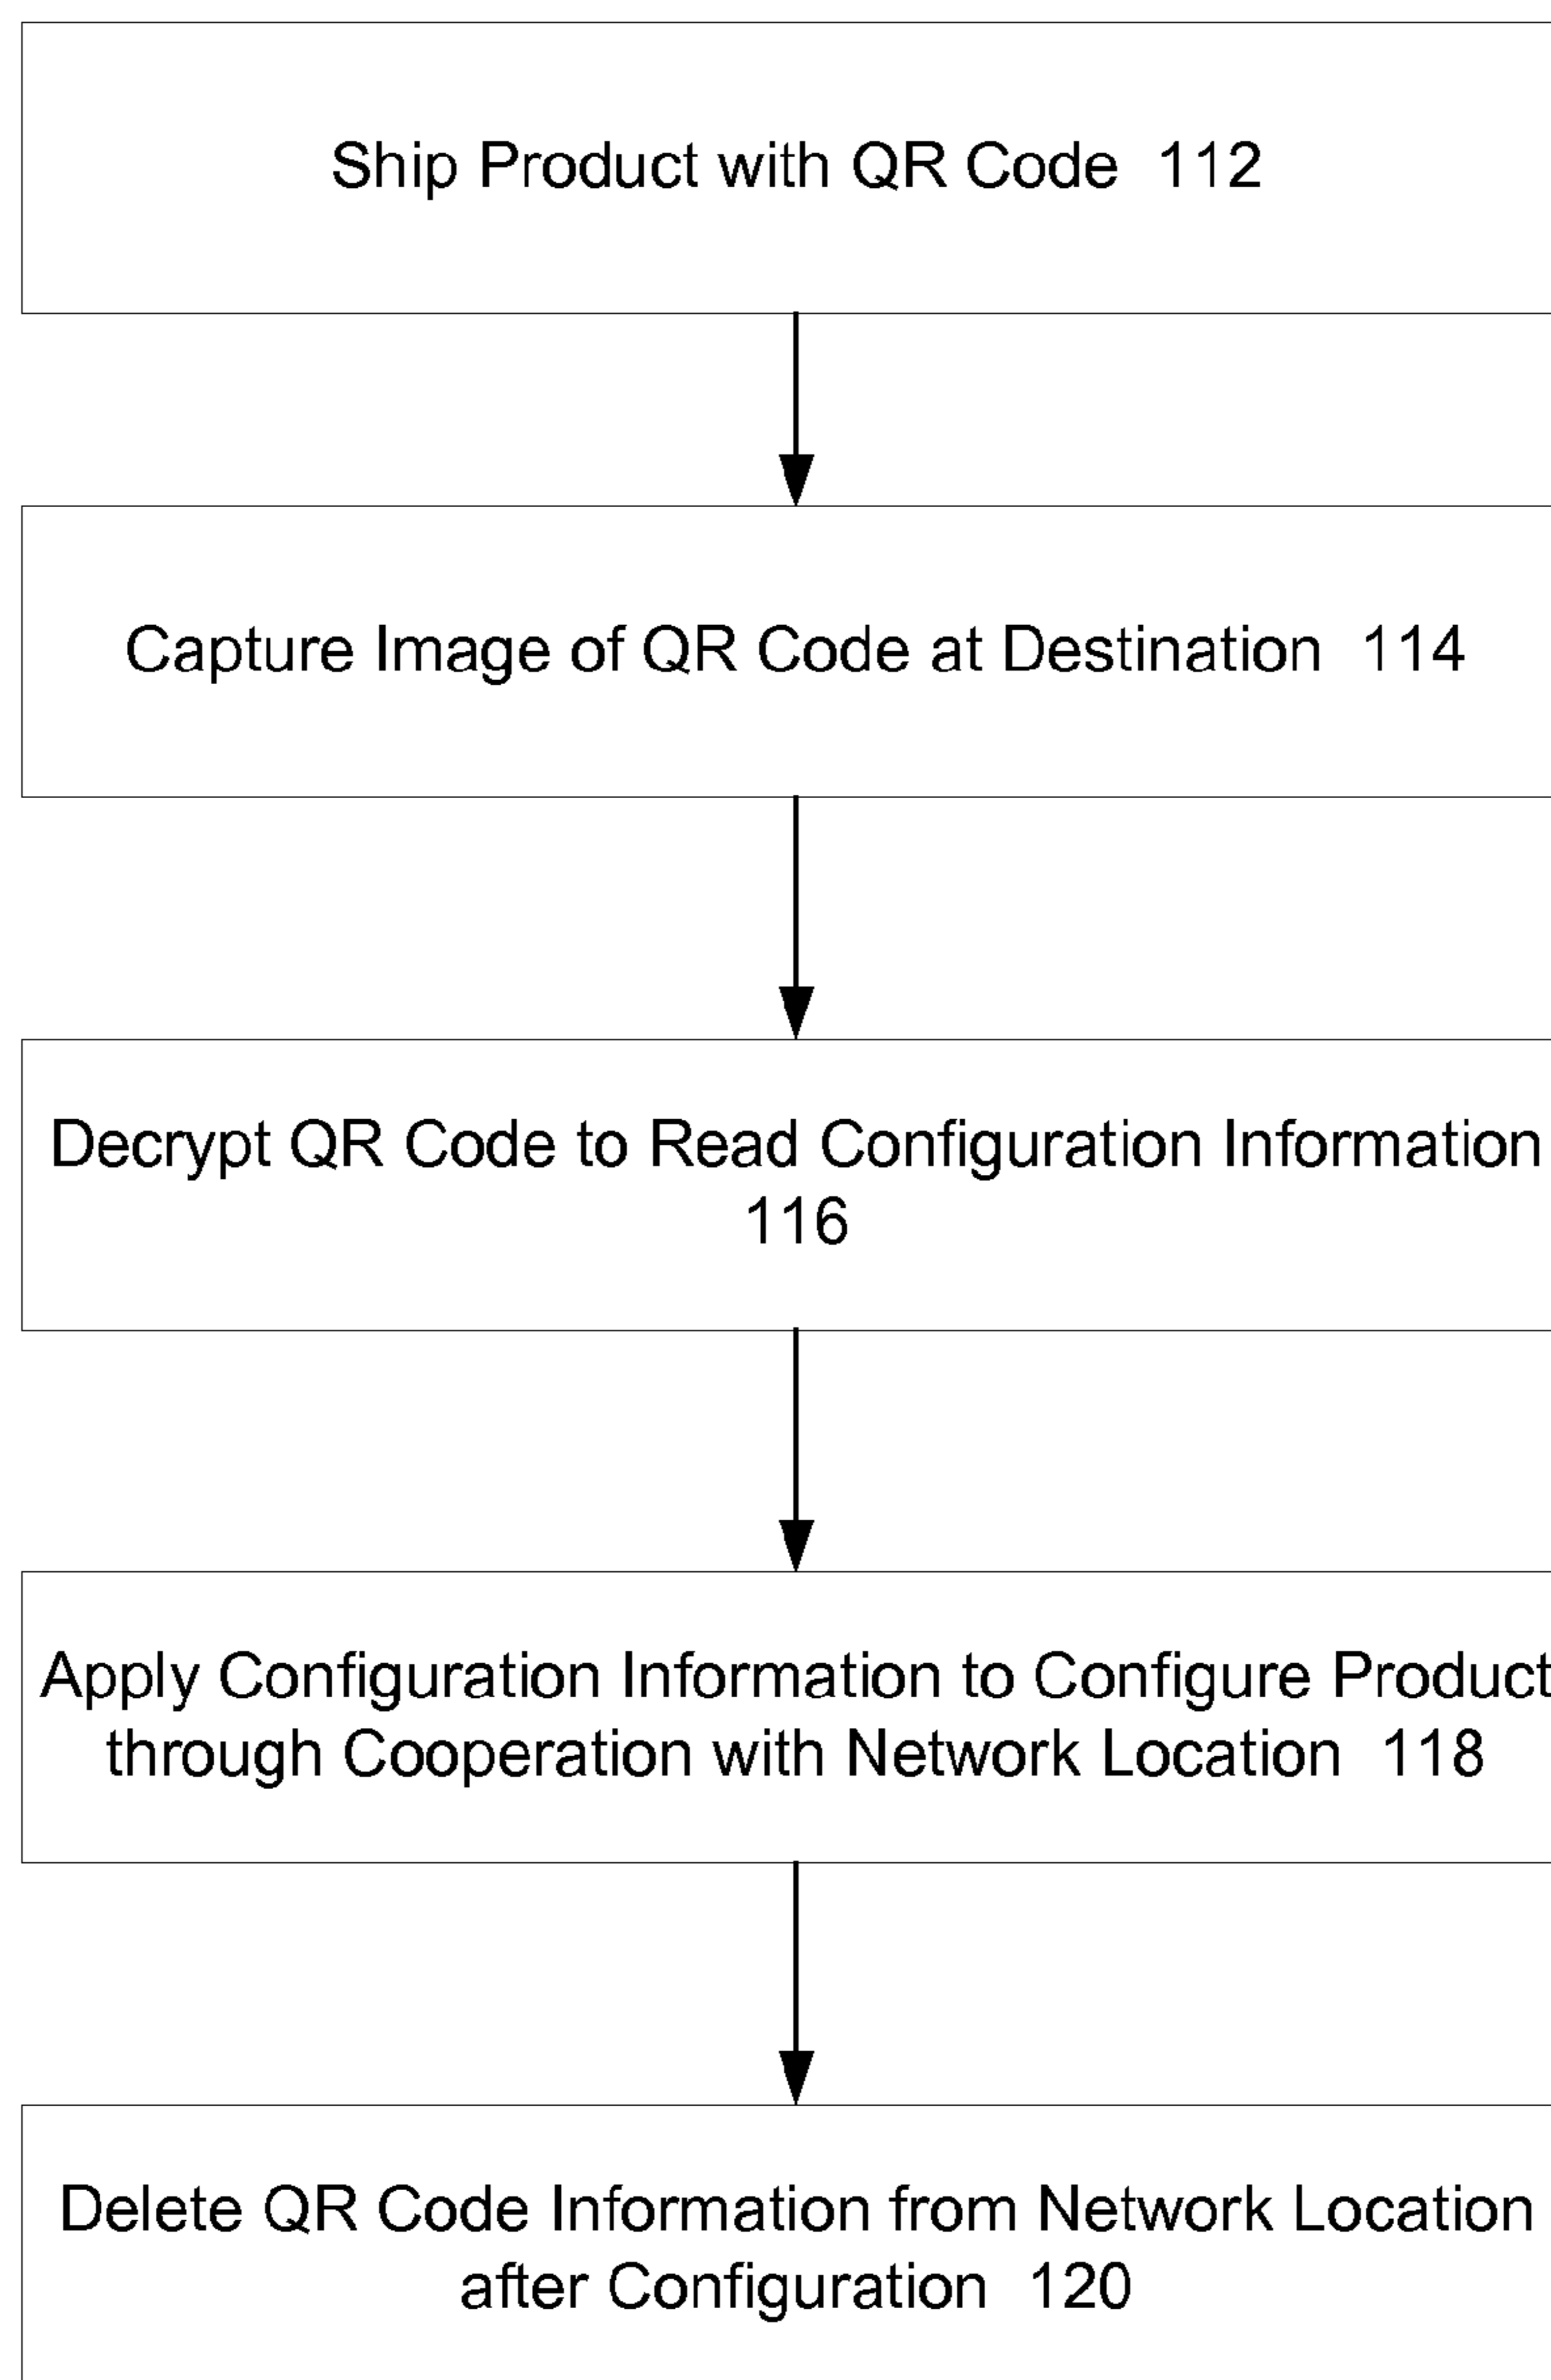 Ship Product with QR Code 112
Capture Image of QR Code at Destination 114
Decrypt QR Code to Read Configuration Information
116
Apply Configuration Information to Configure Product
through Cooperation with Network Location 118
Delete QR Code Information from Network Location
after Configuration 120